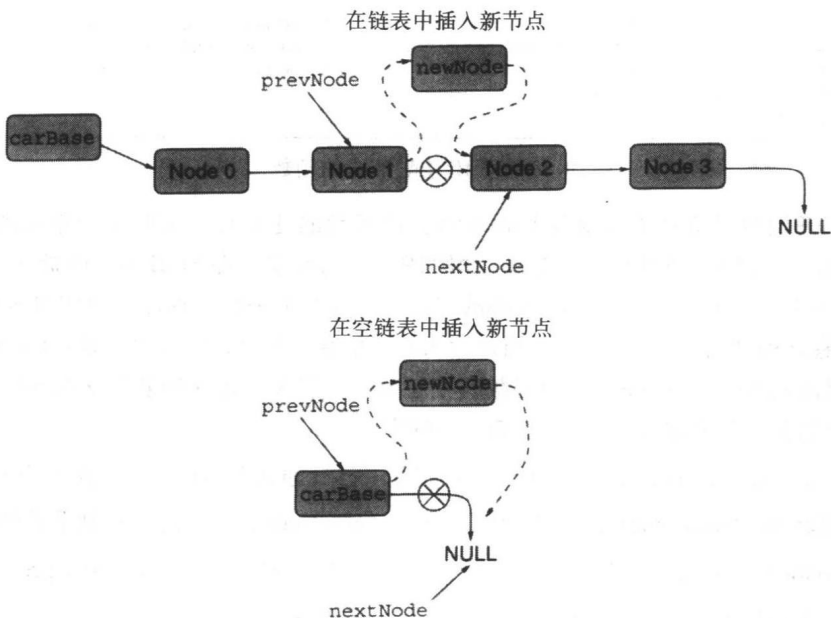 在链表中插入新节点
newNode
prevNode
carBase
Node 0
Node 1
Node 2
Node 3
NULL
nextNode
在空链表中插入新节点
newNode
prevNode
carBase
NULL
nextNode